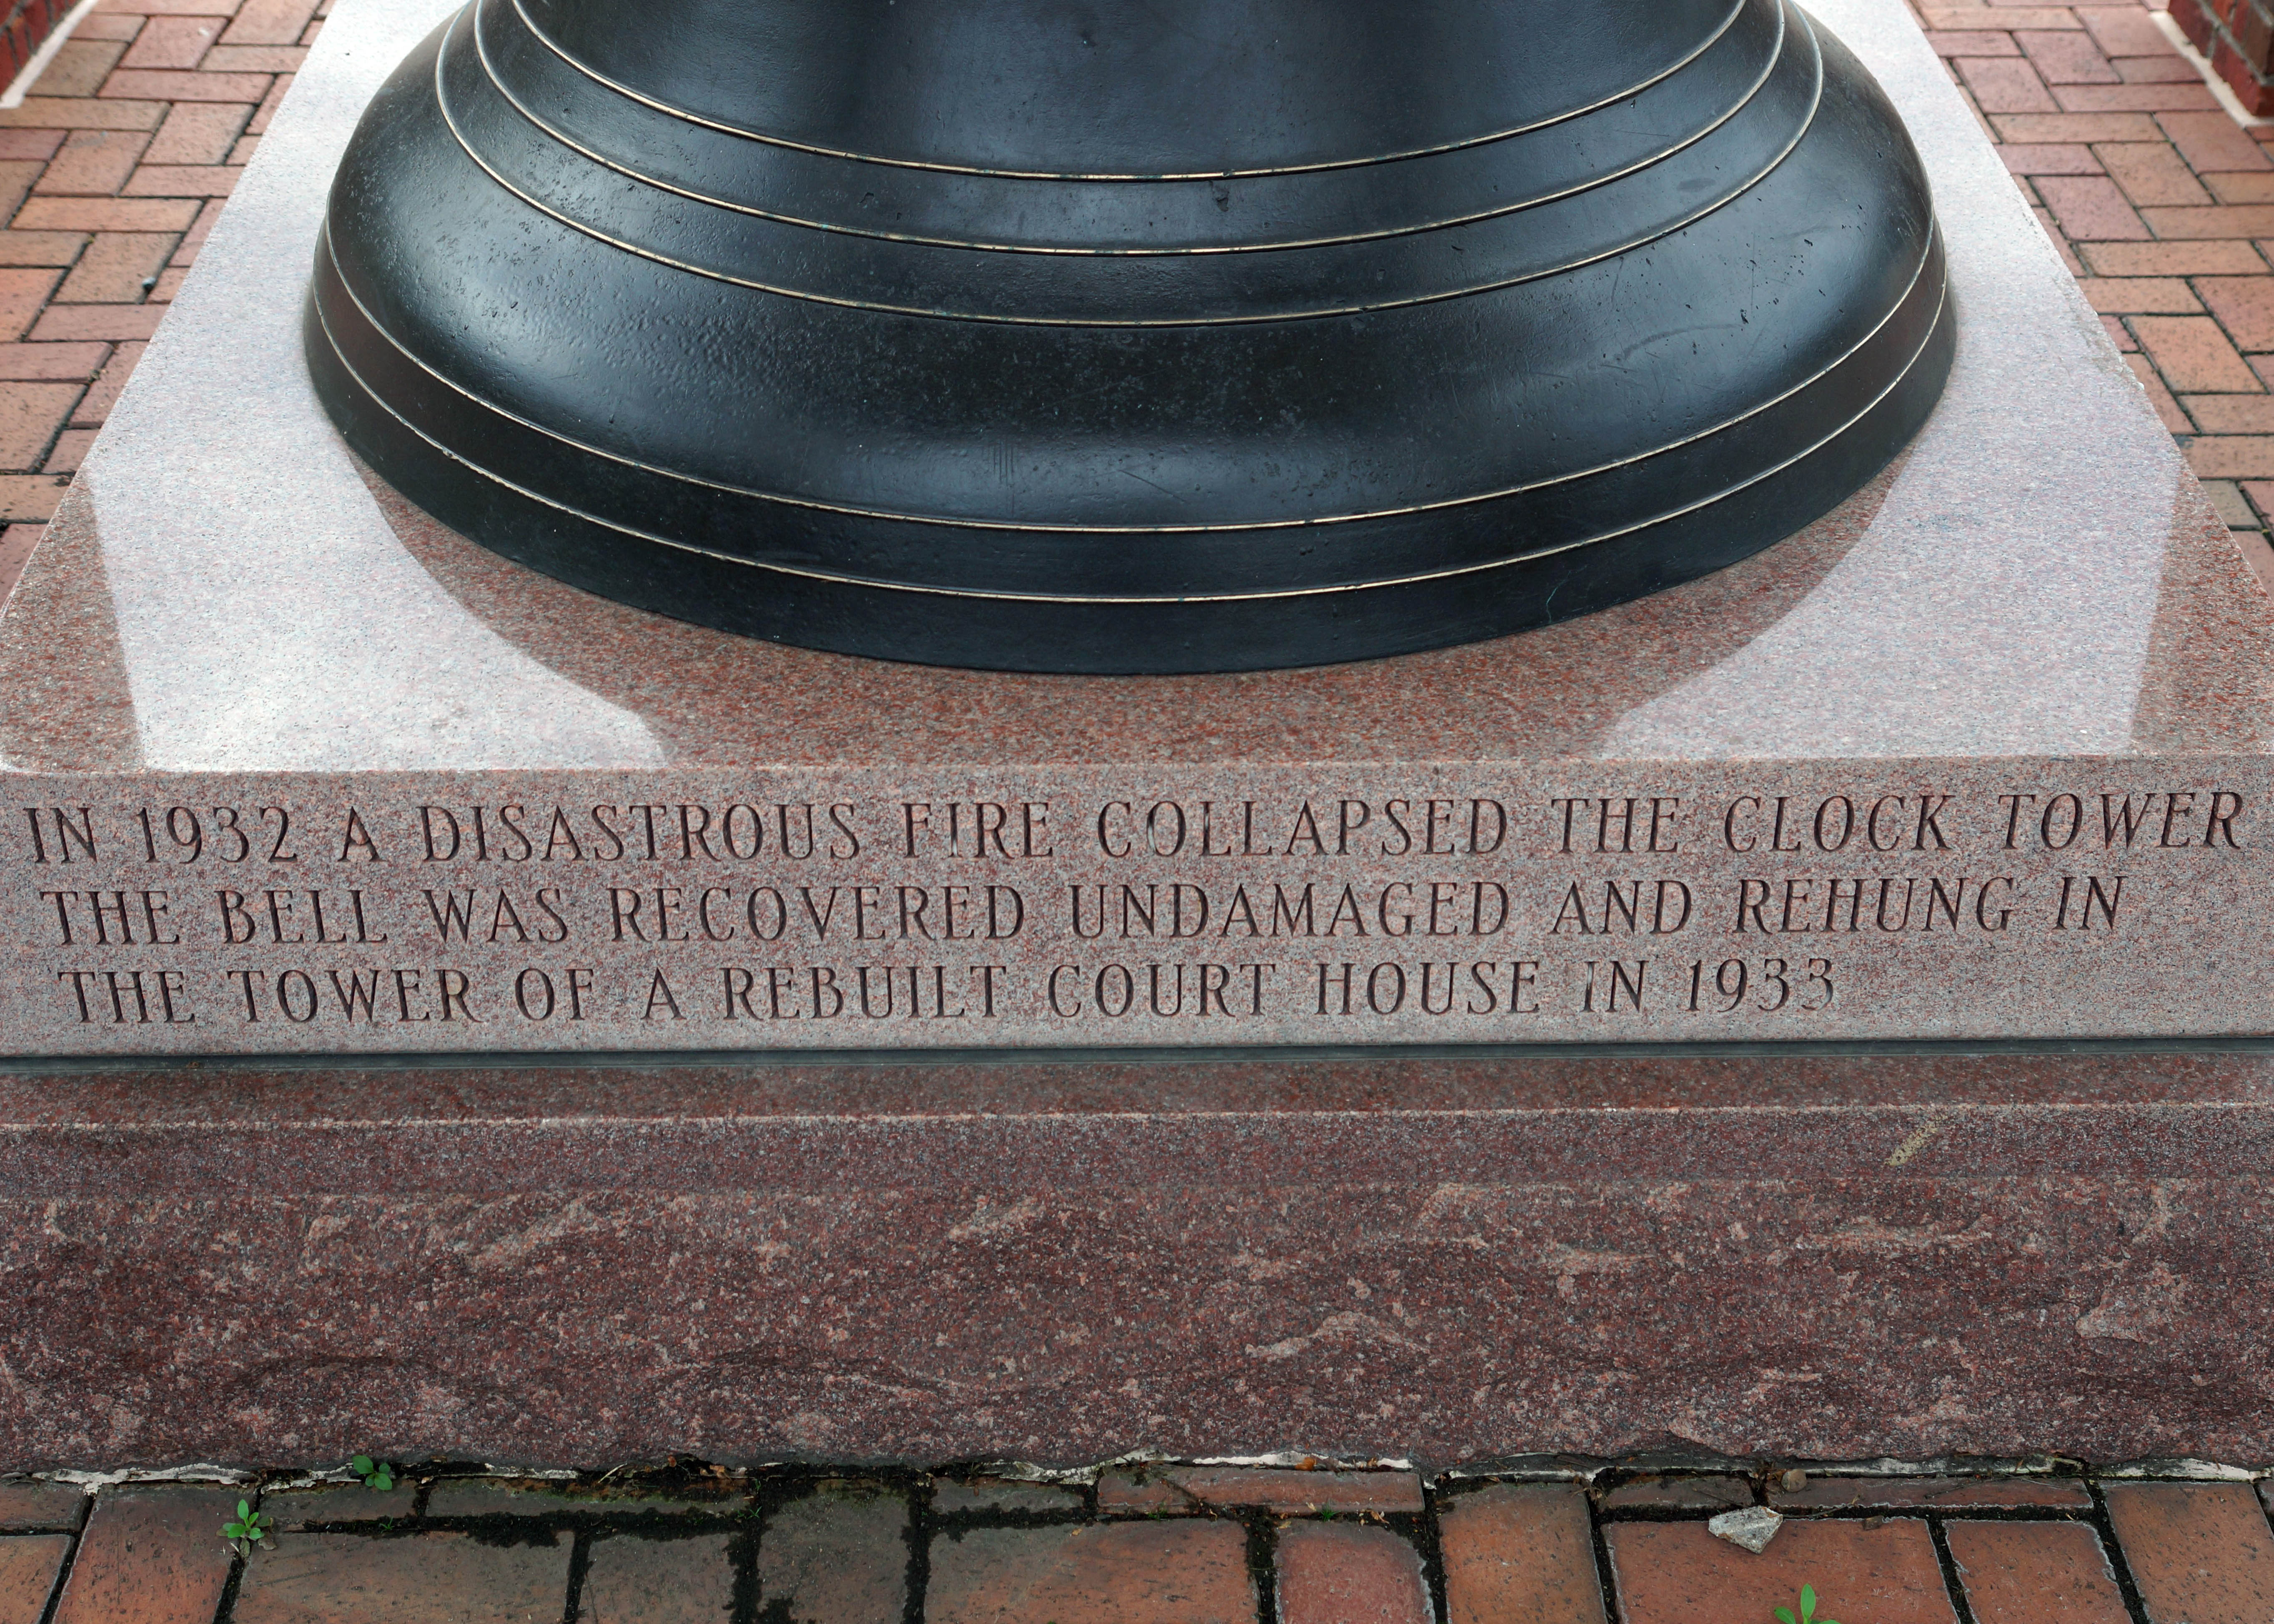 IN 1932 A DISASTROUS FIRE COLLAPSED THE CLOCK TOWER
THE BELL WAS RECOVERED UNDAMAGED AND REHUNG IN
THE TOWER OF A REBUILT COURT HOUSE IN 1933